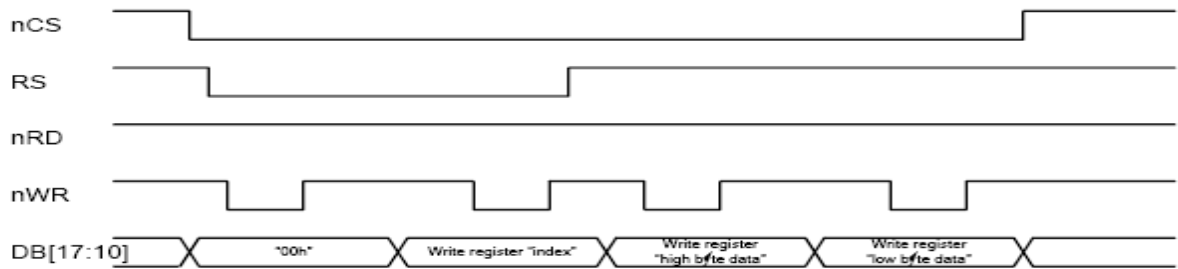 nCS
RS
nRD
nWR
DB[17:10]
"00h"
Write register "index"
Write register
"high byte data"
Write register
"low byte data"